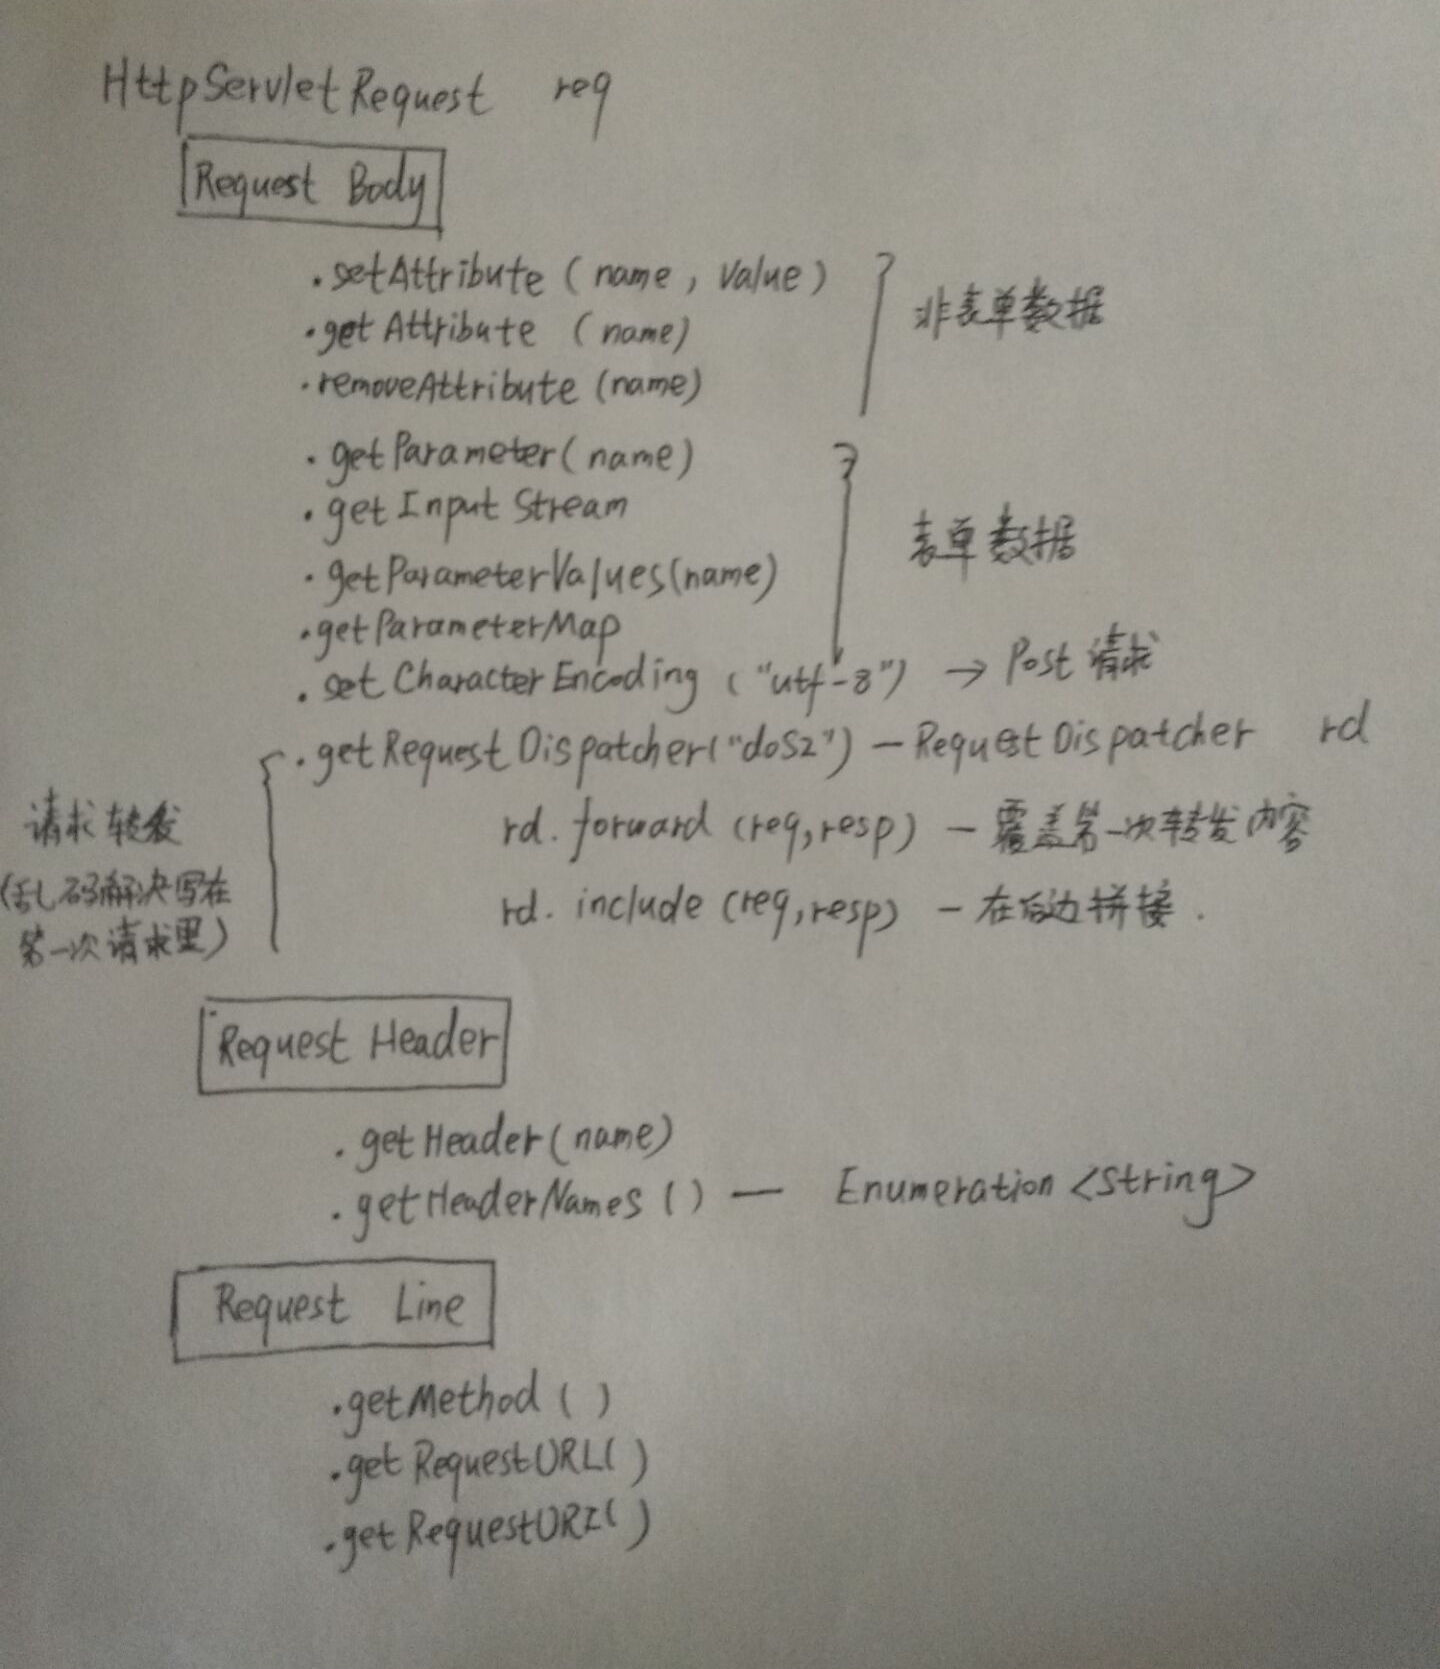 HttpServletRequest req
Request Body
.setAttribute (name, value)
.getAttribute (name)
.removeAttribute (name)
非表单数据
.getParameter(name)
.getInputStream
.getParameterValues(name)
.getParameterMap
表单数据
.setCharacterEncoding ("utf-8") → Post 请求
.getRequestDispatcher("dos2") — RequestDispatcher rd
rd.forward (req,resp) — 覆盖第一次转发内容
rd.include (req,resp) — 在后边拼接.
请求转发
(乱码解决写在
第一次请求里)
Request Header
.getHeader(name)
.getHeaderNames () — Enumeration <String>
Request Line
.getMethod ()
.getRequestURL()
.getRequestURI()